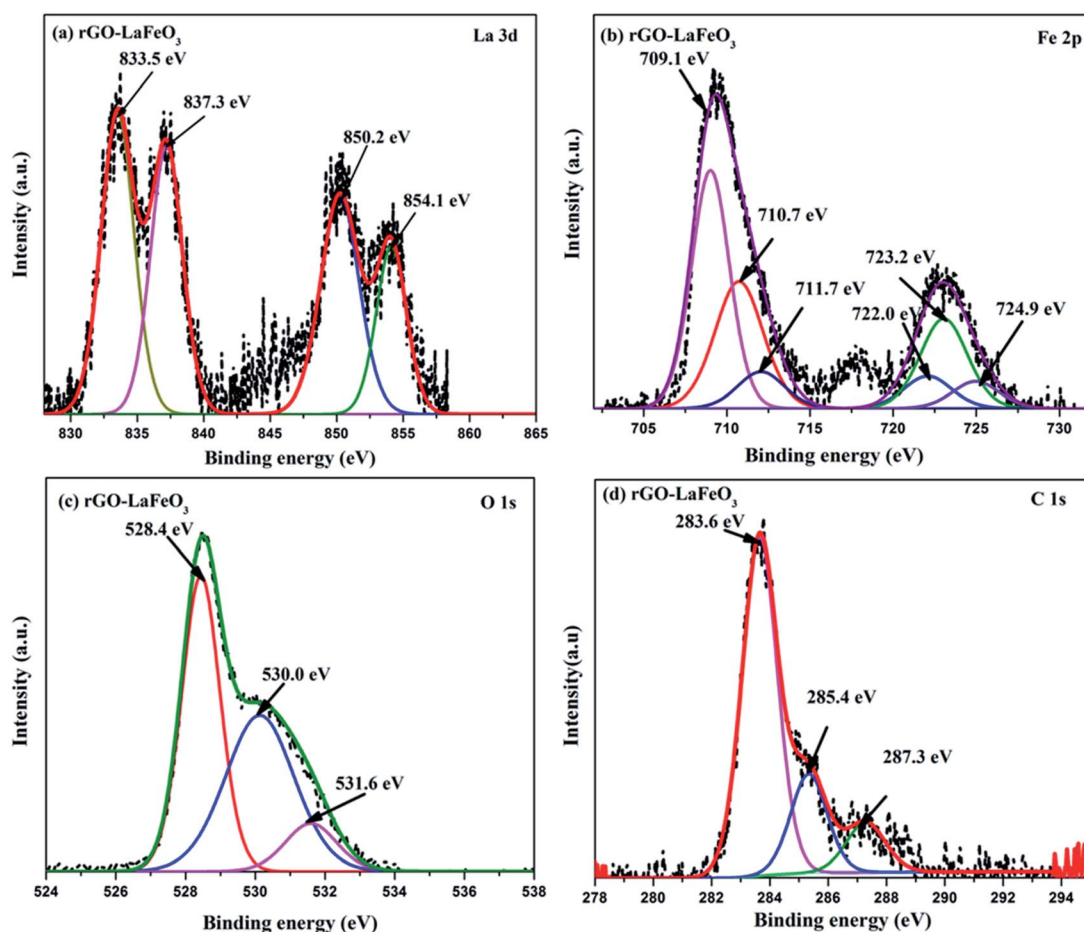 (a) rGO-LaFeO3
La 3d
833.5 eV
837.3 eV
850.2 eV
854.1 eV
Intensity (a.u.)
830 835 840 845 850 855 860 865
Binding energy (eV)
(b) rGO-LaFeO3
Fe 2p
709.1 eV
710.7 eV
711.7 eV
723.2 eV
722.0 eV
724.9 eV
Intensity (a.u.)
705 710 715 720 725 730
Binding energy (eV)
(c) rGO-LaFeO3
O 1s
528.4 eV
530.0 eV
531.6 eV
Intensity (a.u.)
524 526 528 530 532 534 536 538
Binding energy (eV)
(d) rGO-LaFeO3
C 1s
283.6 eV
285.4 eV
287.3 eV
Intensity(a.u)
278 280 282 284 286 288 290 292 294
Binding energy (eV)